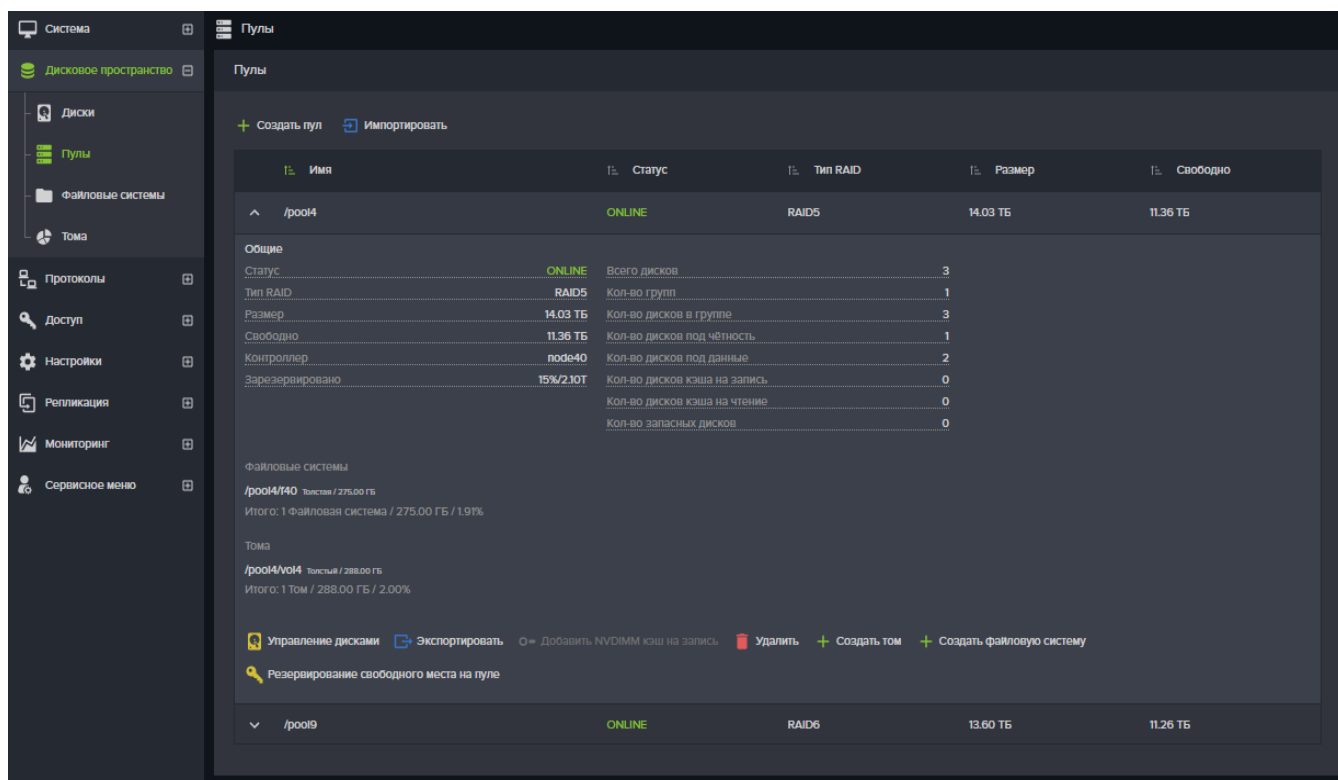 Система
Пулы
Дисковое пространство
Пулы
Диски
Создать пул Импортировать
Пулы
Имя Статус Тип RAID Размер Свободно
Файловые системы
/pool4 ONLINE RAID5 14.03 ТБ 11.36 ТБ
Тома
Общие
Статус ONLINE Всего дисков 3
Протоколы
Тип RAID RAID5 Кол-во групп 1
Размер 14.03 ТБ Кол-во дисков в группе 3
Доступ
Свободно 11.36 ТБ Кол-во дисков под чётность 1
Настройки
Контроллер node40 Кол-во дисков под данные 2
Зарезервировано 15%/2.10T Кол-во дисков кэша на запись 0
Репликация
Кол-во дисков кэша на чтение 0
Кол-во запасных дисков 0
Мониторинг
Файловые системы
Сервисное меню
/pool4/f40 Толстая / 275.00 ГБ
Итого: 1 Файловая система / 275.00 ГБ / 1.91%
Тома
/pool4/vol4 Толстый / 288.00 ГБ
Итого: 1 Том / 288.00 ГБ / 2.00%
Управление дисками Экспортировать Добавить NVDIMM кэш на запись Удалить Создать том Создать файловую систему
Резервирование свободного места на пуле
/pool9 ONLINE RAID6 13.60 ТБ 11.26 ТБ